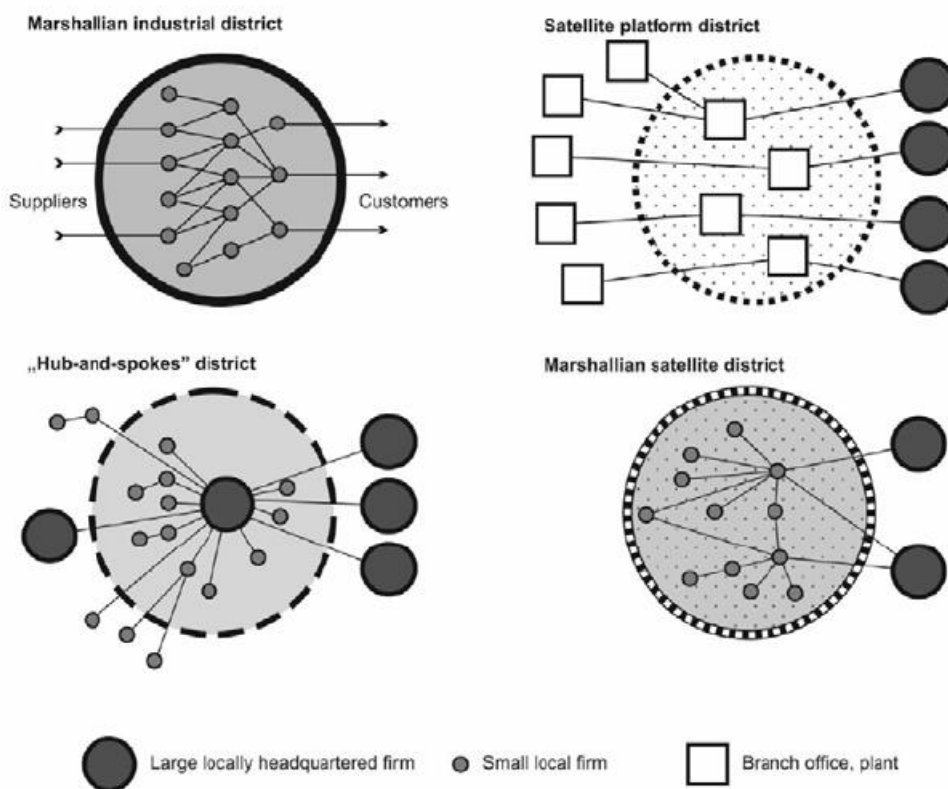 Marshallian industrial district
Satellite platform district
Suppliers
Customers
„Hub-and-spokes” district
Marshallian satellite district
Large locally headquartered firm
Small local firm
Branch office, plant